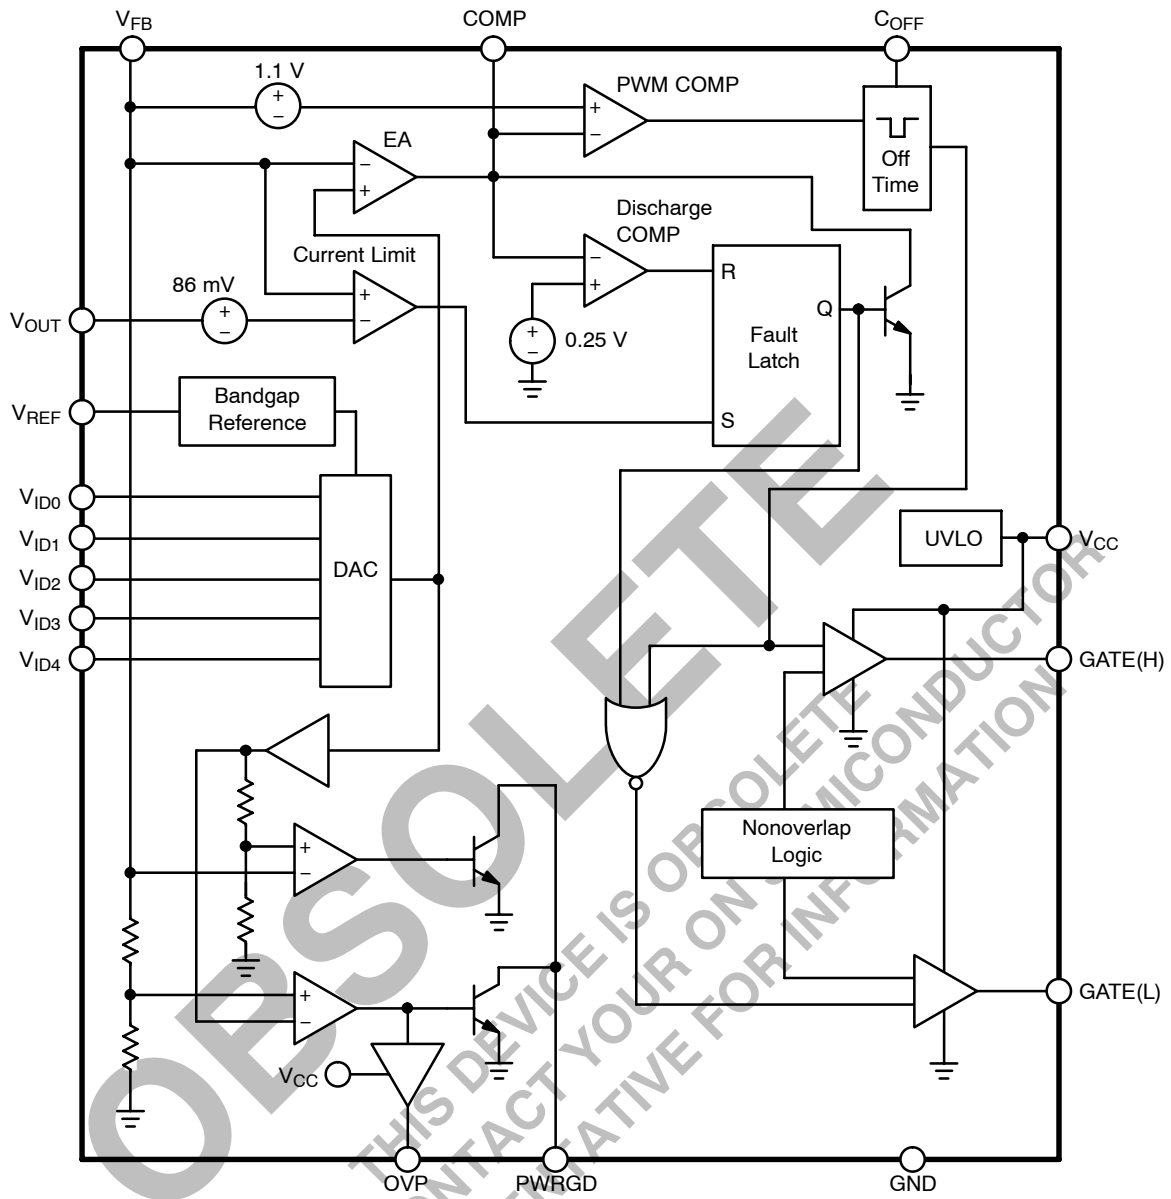 VFB
COMP
COFF
1.1 V
+
−
PWM COMP
+
−
EA
−
+
Off
Time
Discharge
COMP
−
+
Current Limit
+
−
86 mV
+
−
VOUT
+
−
0.25 V
R
Q
Fault
Latch
S
VREF
Bandgap
Reference
VID0
VID1
VID2
VID3
VID4
DAC
UVLO
VCC
GATE(H)
Nonoverlap
Logic
+
−
+
−
GATE(L)
VCC
OVP
PWRGD
GND
OBSOLETE
THIS DEVICE IS OBSOLETE
CONTACT YOUR ON SEMICONDUCTOR
ENTATIVE FOR INFORMATION